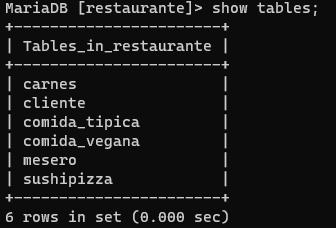 MariaDB [restaurante]> show tables;
+-----------------------+
| Tables_in_restaurante |
+-----------------------+
| carnes                |
| cliente               |
| comida_tipica         |
| comida_vegana         |
| mesero                |
| sushipizza            |
+-----------------------+
6 rows in set (0.000 sec)